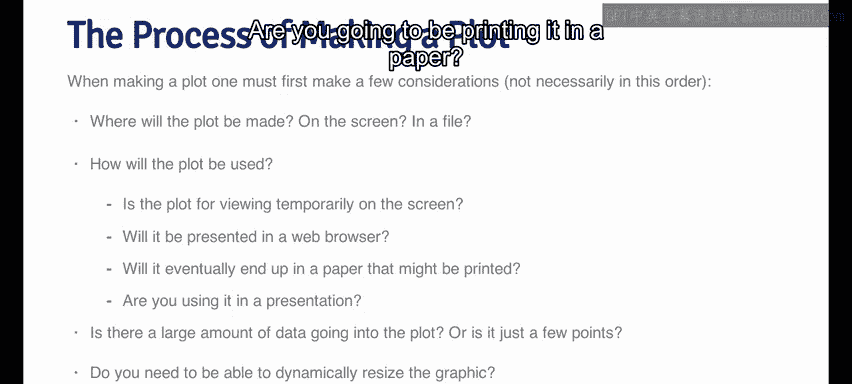 The Process of Making a Plot
Are you going to be printing it in a
paper?
When making a plot one must first make a few considerations (not necessarily in this order):
· Where will the plot be made? On the screen? In a file?
· How will the plot be used?
- Is the plot for viewing temporarily on the screen?
- Will it be presented in a web browser?
- Will it eventually end up in a paper that might be printed?
- Are you using it in a presentation?
· Is there a large amount of data going into the plot? Or is it just a few points?
· Do you need to be able to dynamically resize the graphic?